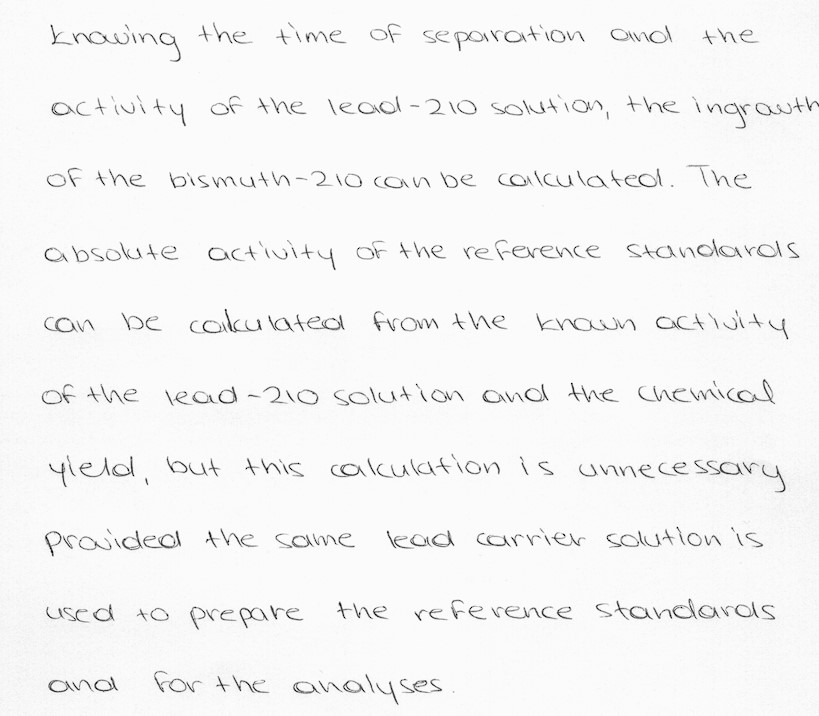 Knowing the time of separation and the
activity of the lead-210 solution, the ingrowth
of the bismuth-210 can be calculated. The
absolute activity of the reference standards
can be calculated from the known activity
of the lead-210 solution and the chemical
yield, but this calculation is unnecessary
provided the same lead carrier solution is
used to prepare the reference standards
and for the analyses.